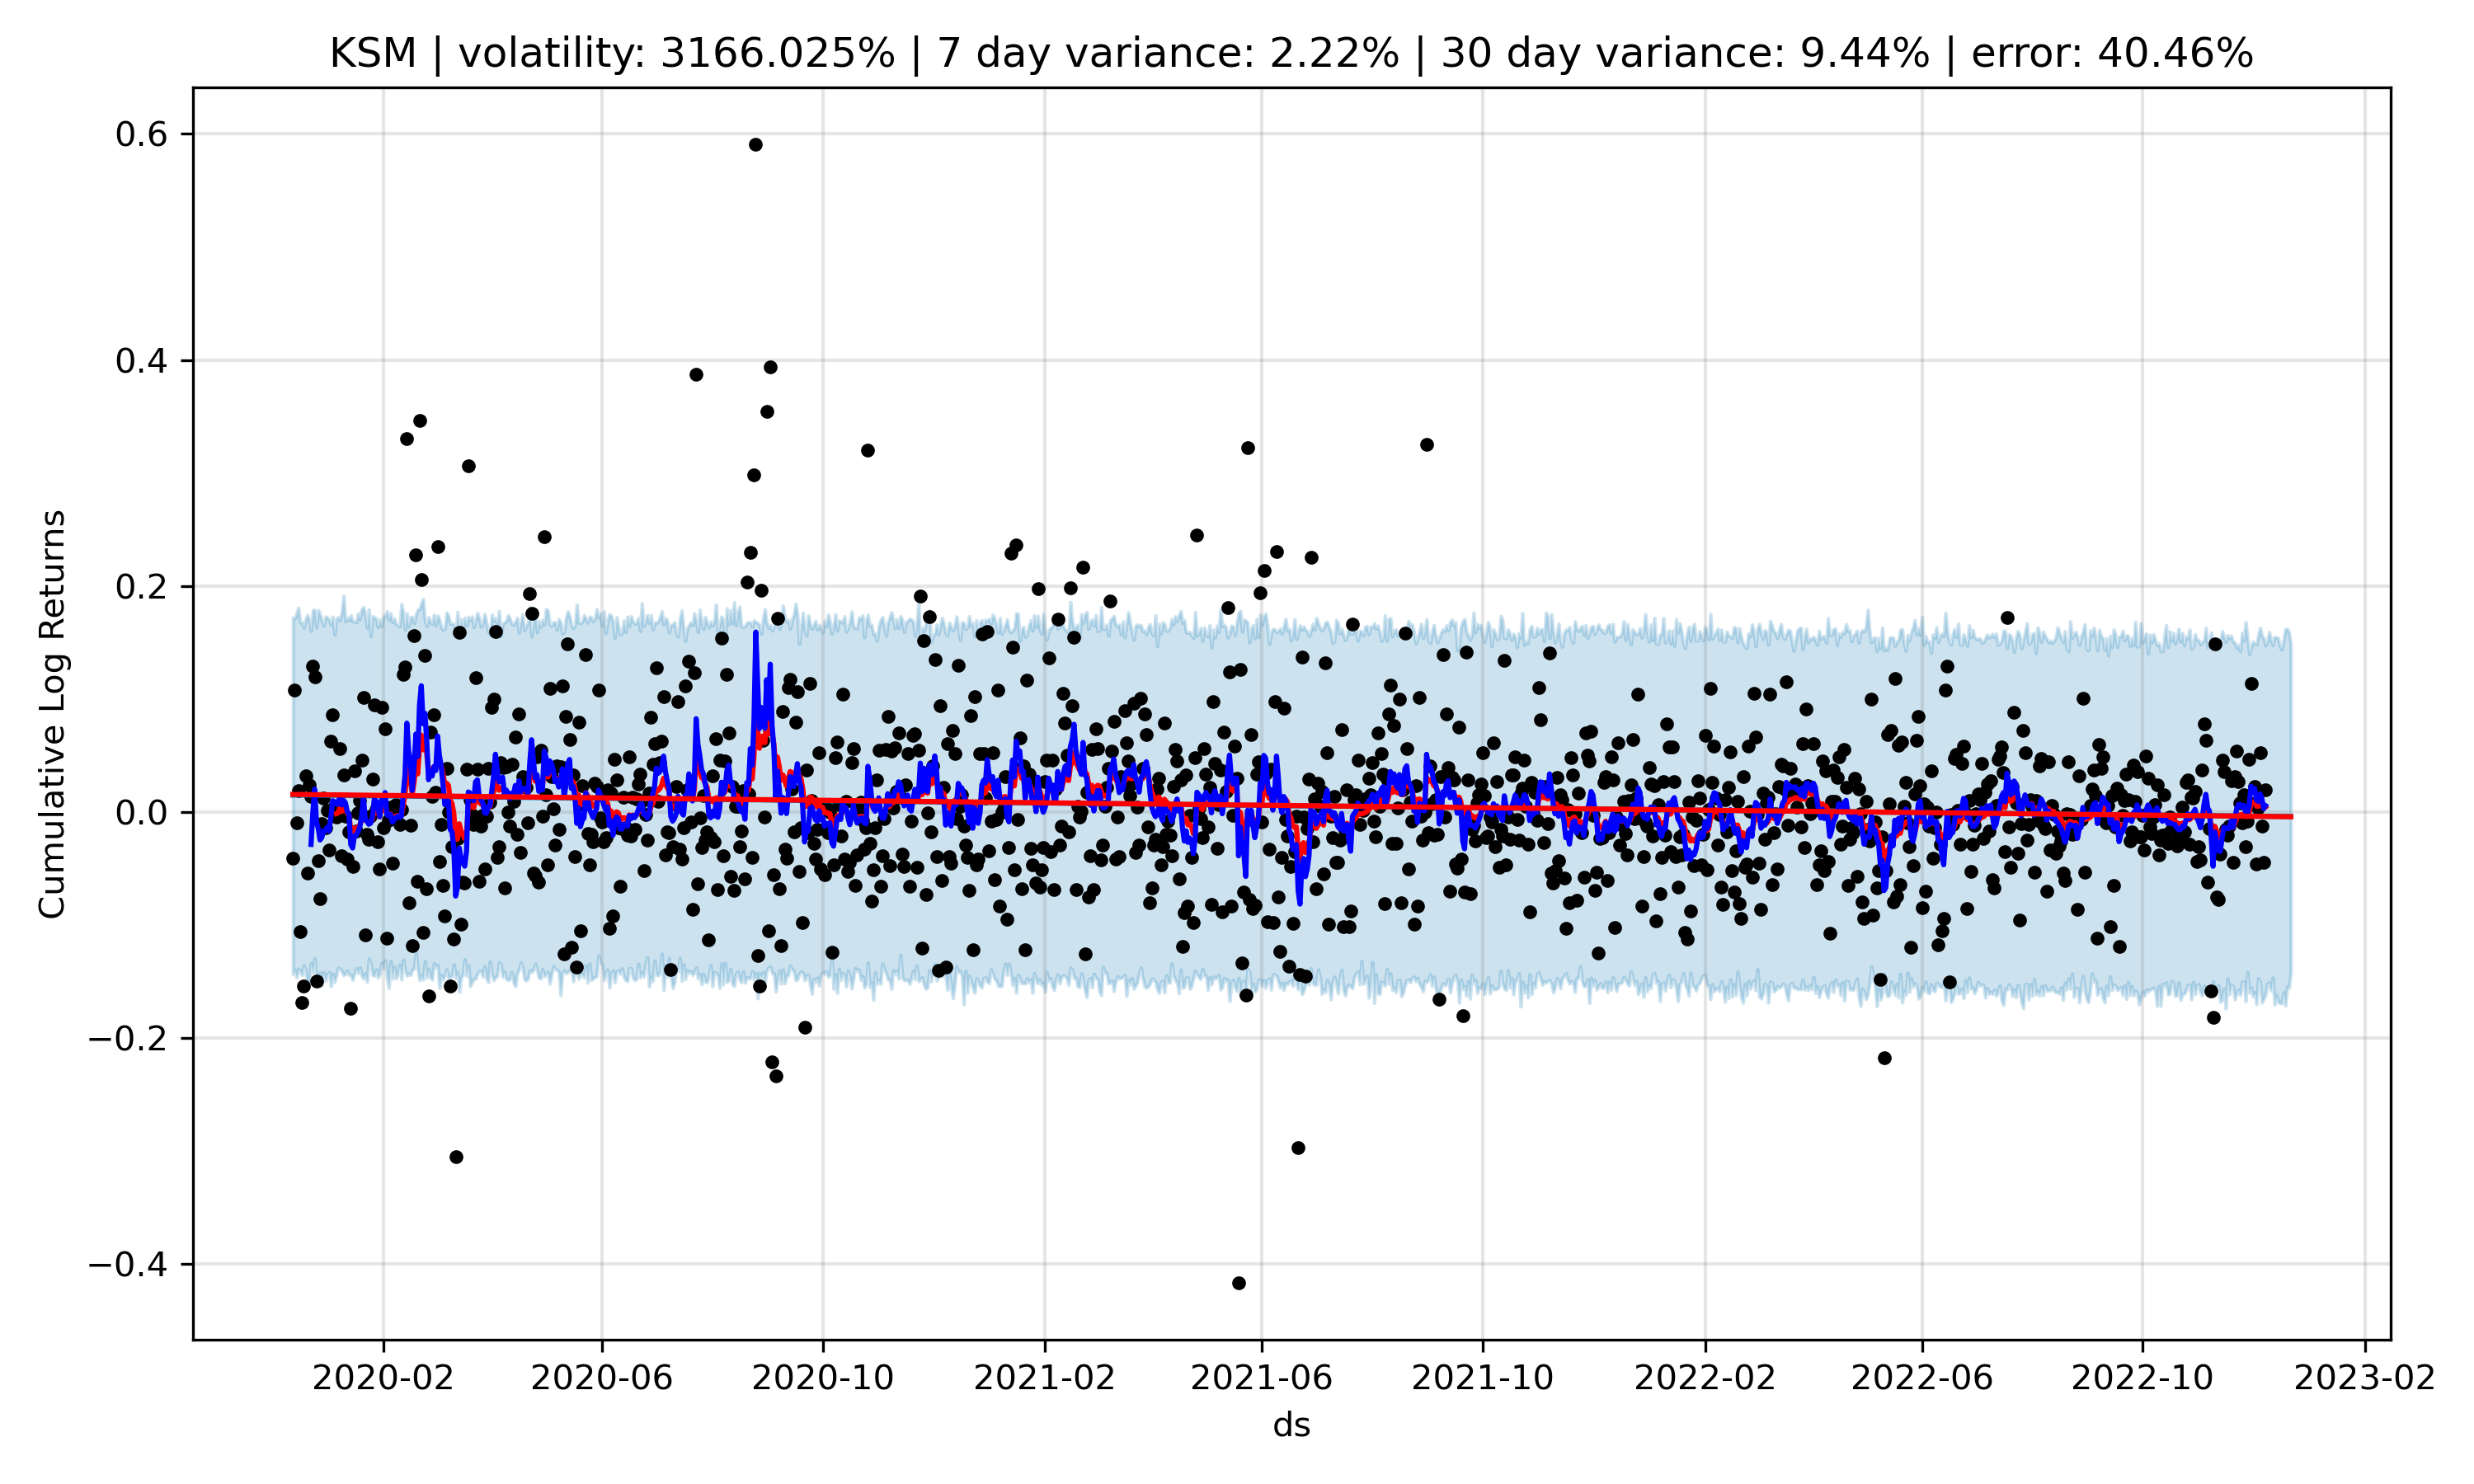 KSM | volatility: 3166.025% | 7 day variance: 2.22% | 30 day variance: 9.44% | error: 40.46%
Cumulative Log Returns
0.6
0.4
0.2
0.0
−0.2
−0.4
2020-02 2020-06 2020-10 2021-02 2021-06 2021-10 2022-02 2022-06 2022-10 2023-02
ds